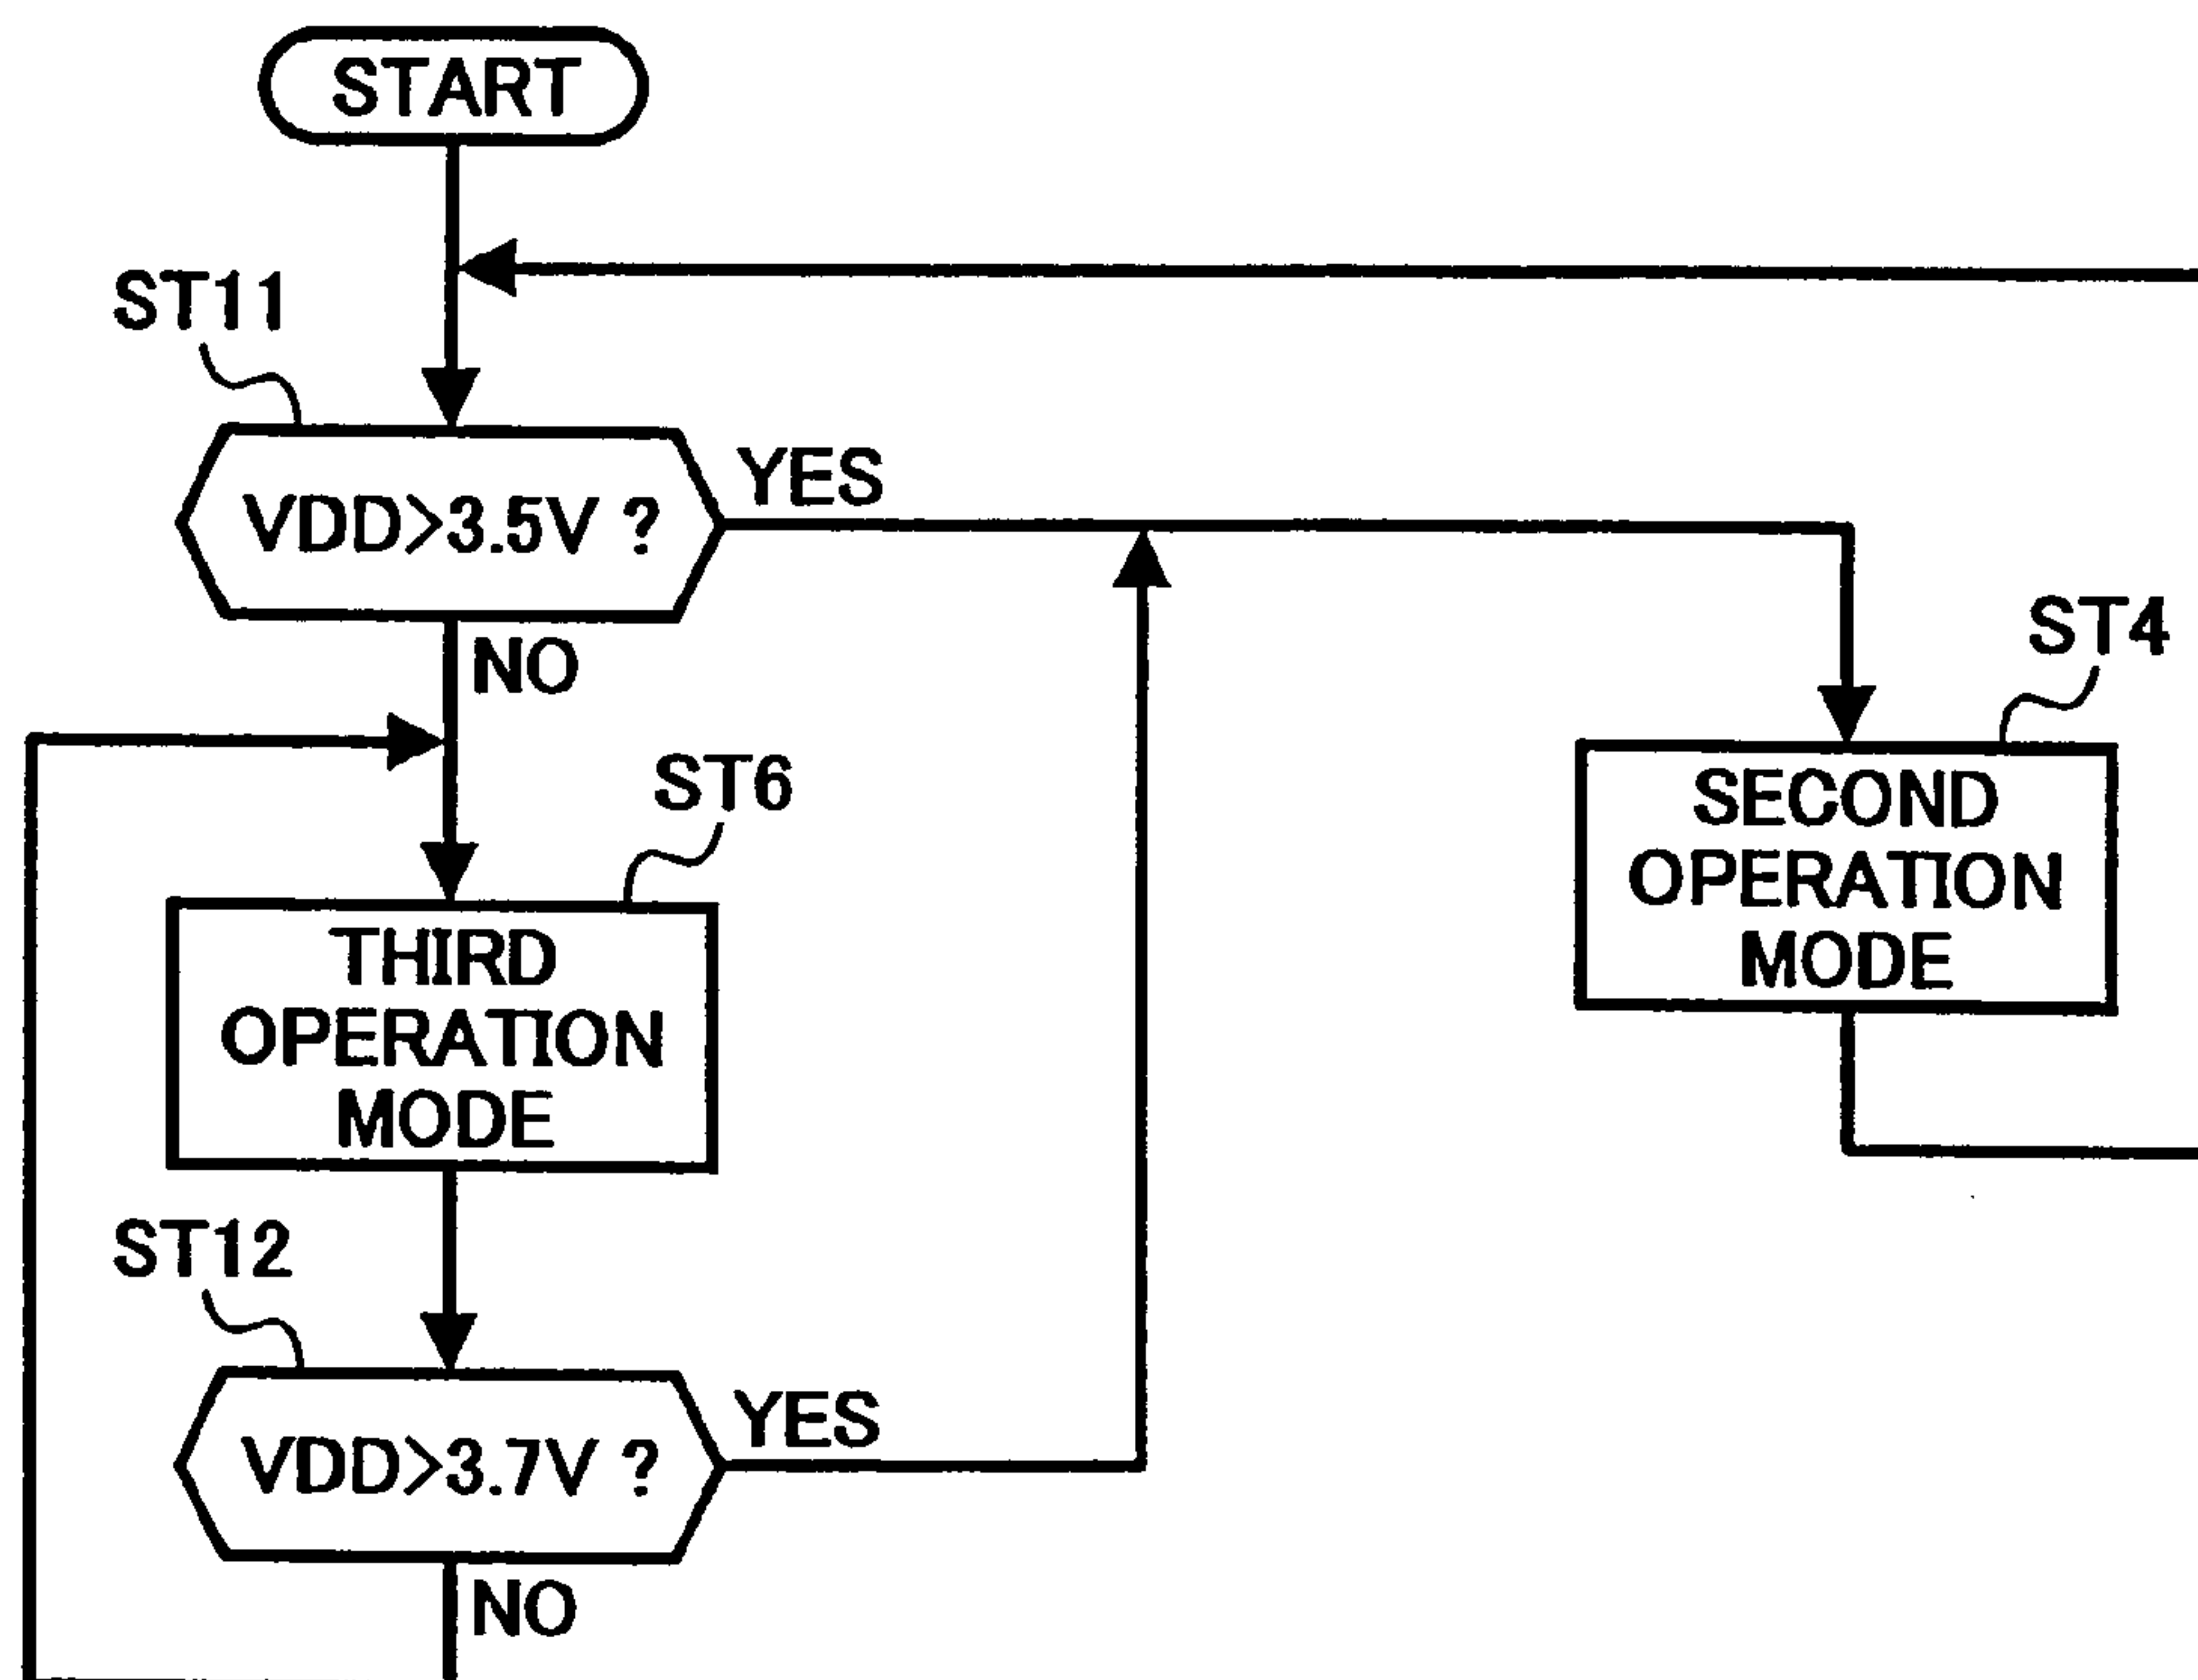 START
ST11
VDD>3.5V ?
YES
NO
ST4
SECOND
OPERATION
MODE
ST6
THIRD
OPERATION
MODE
ST12
VDD>3.7V ?
YES
NO